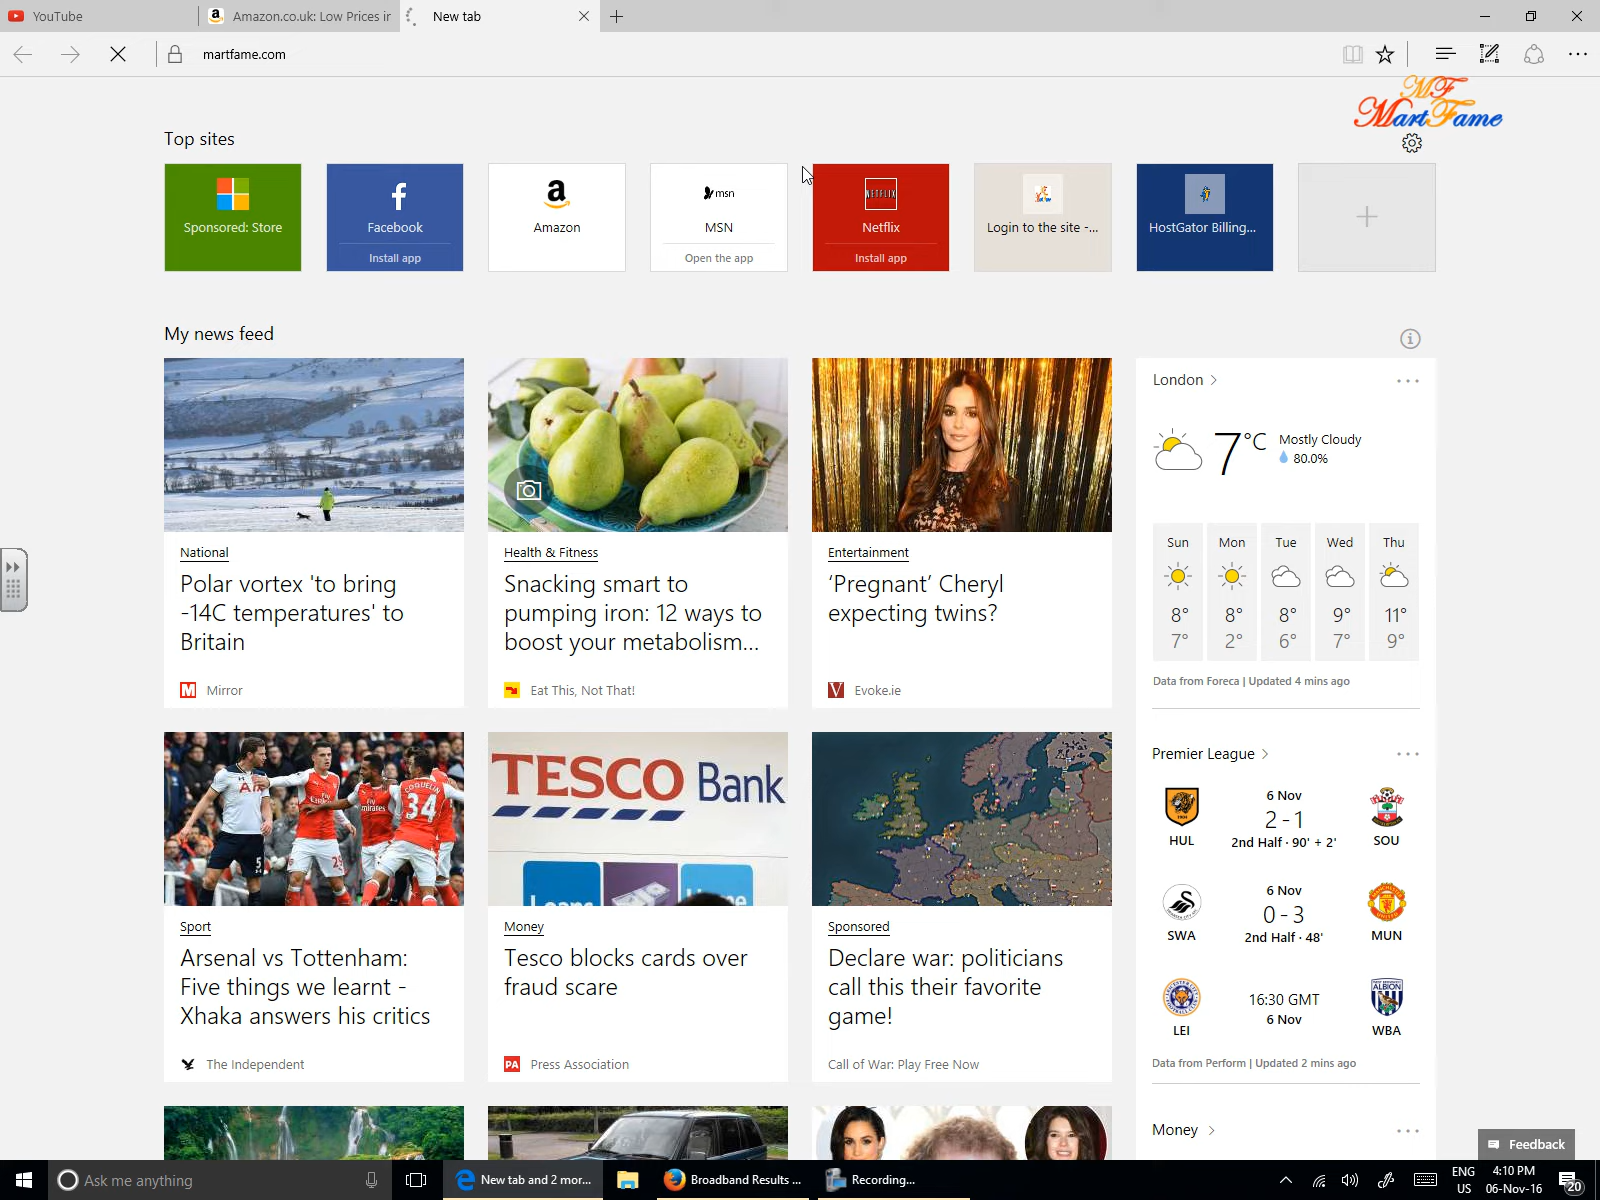 YouTube
Amazon.co.uk: Low Prices ir
New tab
martfame.com
MF
MartFame
Top sites
Sponsored: Store
Facebook
Install app
Amazon
msn
MSN
Open the app
NETFLIX
Netflix
Install app
Login to the site -...
HostGator Billing...
My news feed
National
Polar vortex 'to bring
-14C temperatures' to
Britain
Mirror
Health & Fitness
Snacking smart to
pumping iron: 12 ways to
boost your metabolism...
Eat This, Not That!
Entertainment
‘Pregnant’ Cheryl
expecting twins?
Evoke.ie
London
7°C
Mostly Cloudy
80.0%
Sun Mon Tue Wed Thu
8° 8° 8° 9° 11°
7° 2° 6° 7° 9°
Data from Foreca | Updated 4 mins ago
COQUELIN
34
5
Sport
Arsenal vs Tottenham:
Five things we learnt -
Xhaka answers his critics
The Independent
TESCO Bank
Money
Tesco blocks cards over
fraud scare
PA Press Association
Sponsored
Declare war: politicians
call this their favorite
game!
Call of War: Play Free Now
Premier League
6 Nov
2 - 1
HUL 2nd Half · 90' + 2' SOU
6 Nov
0 - 3
SWA 2nd Half · 48' MUN
16:30 GMT
6 Nov
LEI WBA
Data from Perform | Updated 2 mins ago
Money
Feedback
Ask me anything
New tab and 2 mor...
Broadband Results ...
Recording...
ENG
US
4:10 PM
06-Nov-16
20